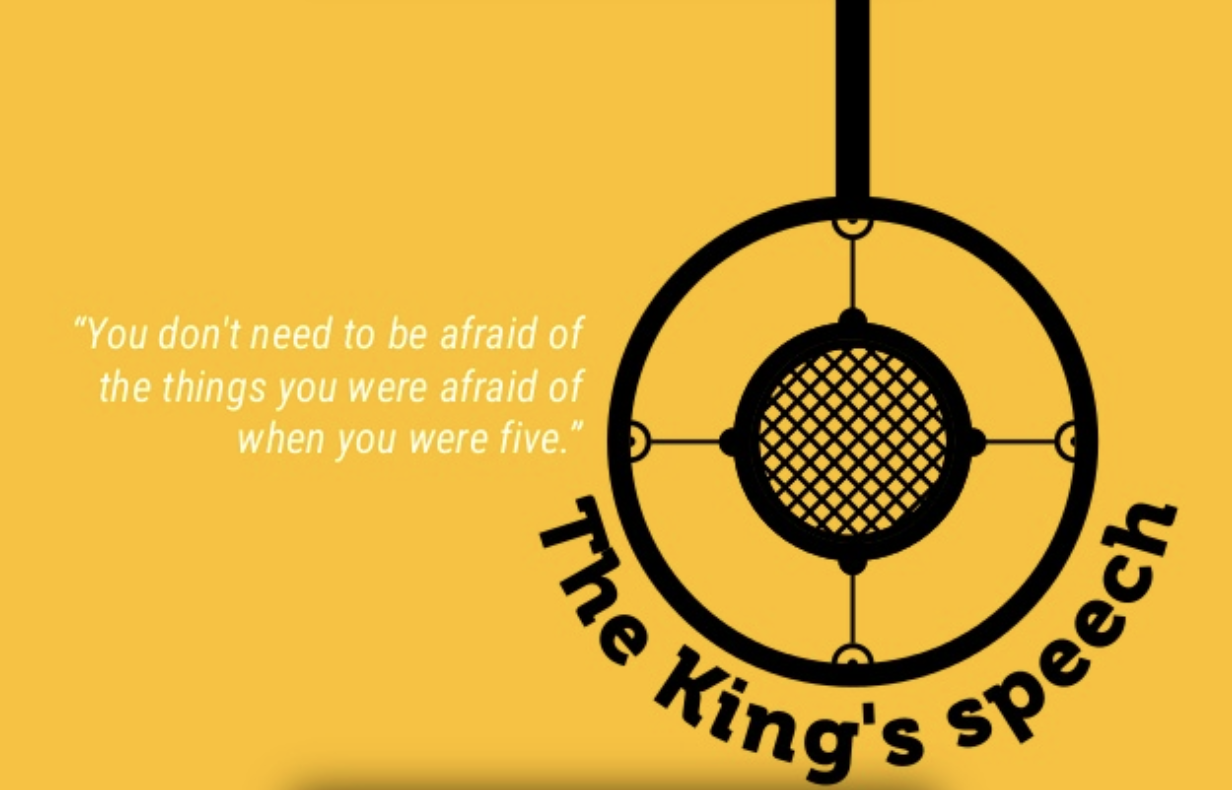 “You don't need to be afraid of
the things you were afraid of
when you were five.”
The King's speech